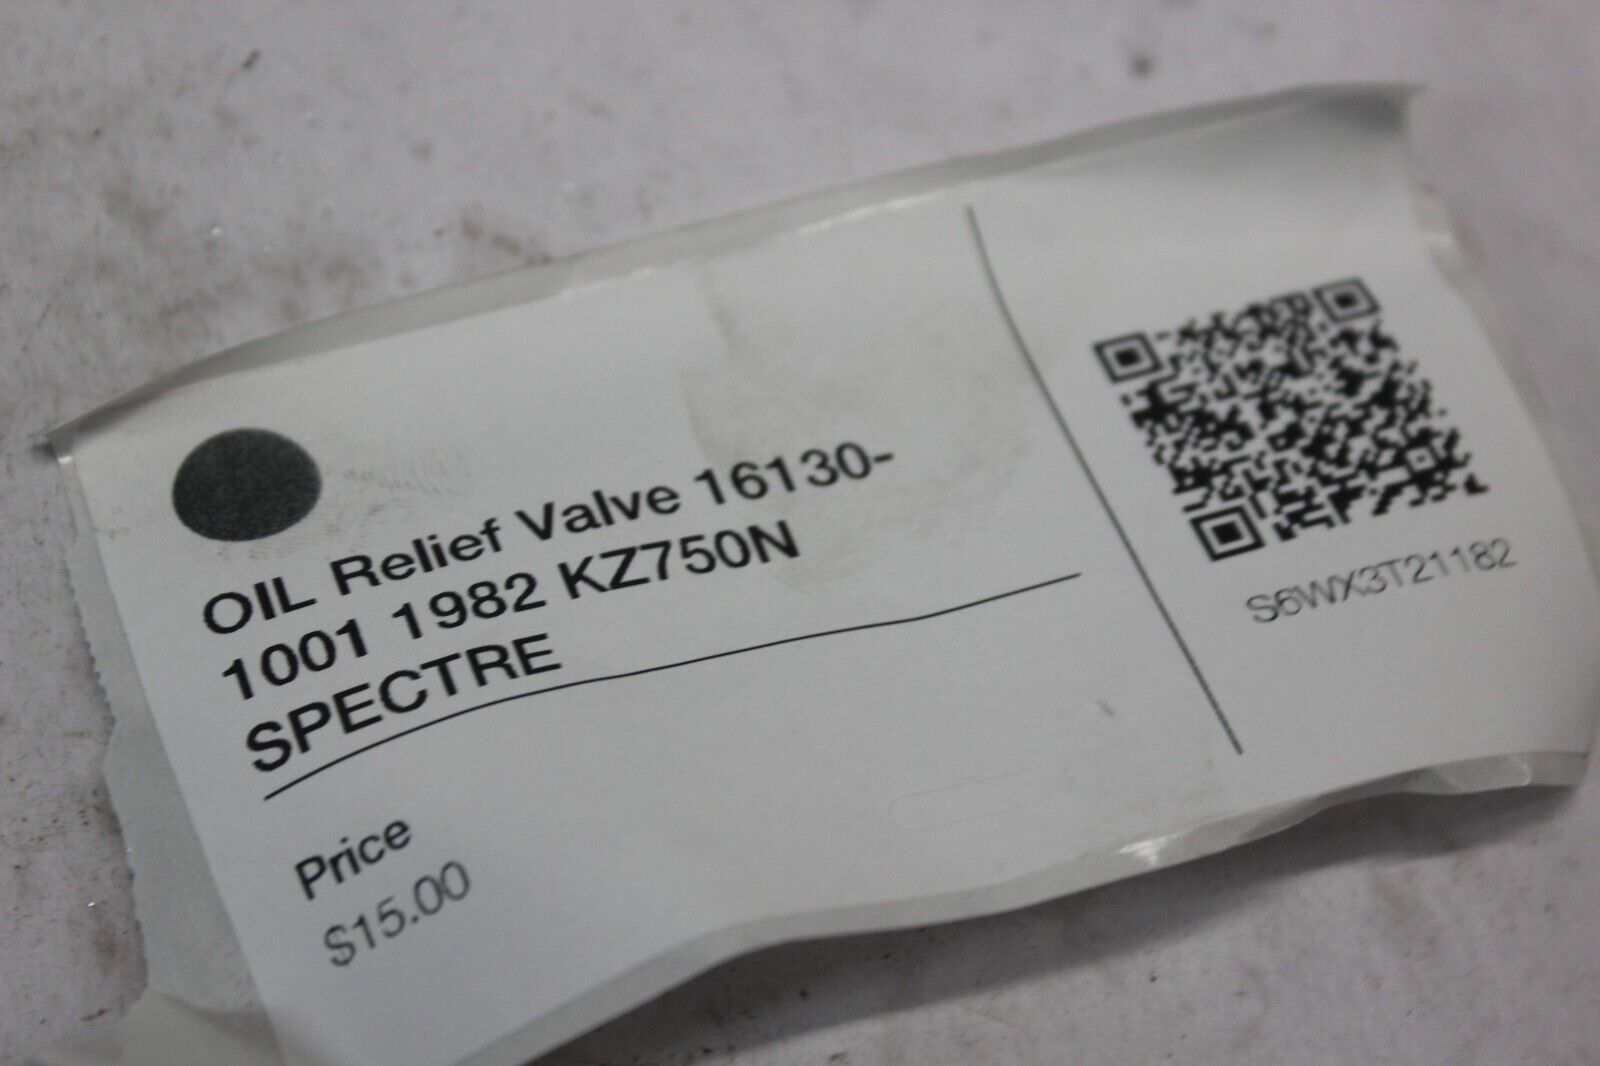 OIL Relief Valve 16130-
1001 1982 KZ750N
SPECTRE
Price
$15.00
S6WX3T21182